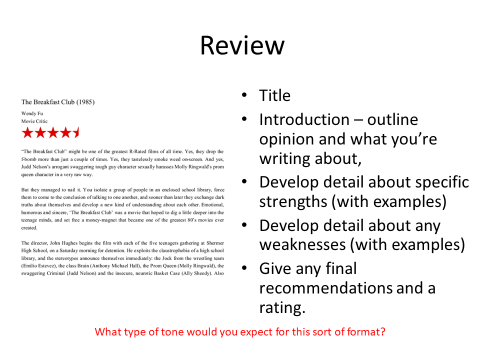 Review
The Breakfast Club (1985)
Wendy Fu
Movie Critic
"The Breakfast Club" might be one of the greatest B-Rated films of all time. Yes, they drop the
F-bomb more than just a couple of times. Yes, they tastelessly smoke weed on-screen. And yes,
Judd Nelson's arrogant swaggering tough guy character sexually harasses Molly Ringwald's prom
queen character in a very raw way.
But they managed to nail it. You isolate a group of people in an enclosed school library, force
them to come to the conclusion of talking to one another, and sooner than later they exchange dark
truths about themselves and develop a new kind of understanding about each other. Emotional,
humorous and sincere, "The Breakfast Club" was a movie that hoped to dig a little deeper into the
teenage minds, and set free a money-magnet that became one of the greatest 80's movies ever
created.
The director, John Hughes begins the film with each of the five teenagers gathering at Shermer
High School, on a Saturday morning for detention. He exploits the claustrophobia of a high school
library, and the stereotypes announce themselves immediately: the Jock from the wrestling team
(Emilio Estevez), the class Brain (Anthony Michael Hall), the Prom Queen (Molly Ringwald), the
swaggering Criminal (Judd Nelson) and the insecure, neurotic Basket Case (Ally Sheedy). Also
• Title
• Introduction – outline
opinion and what you're
writing about,
• Develop detail about specific
strengths (with examples)
• Develop detail about any
weaknesses (with examples)
• Give any final
recommendations and a
rating.
What type of tone would you expect for this sort of format?